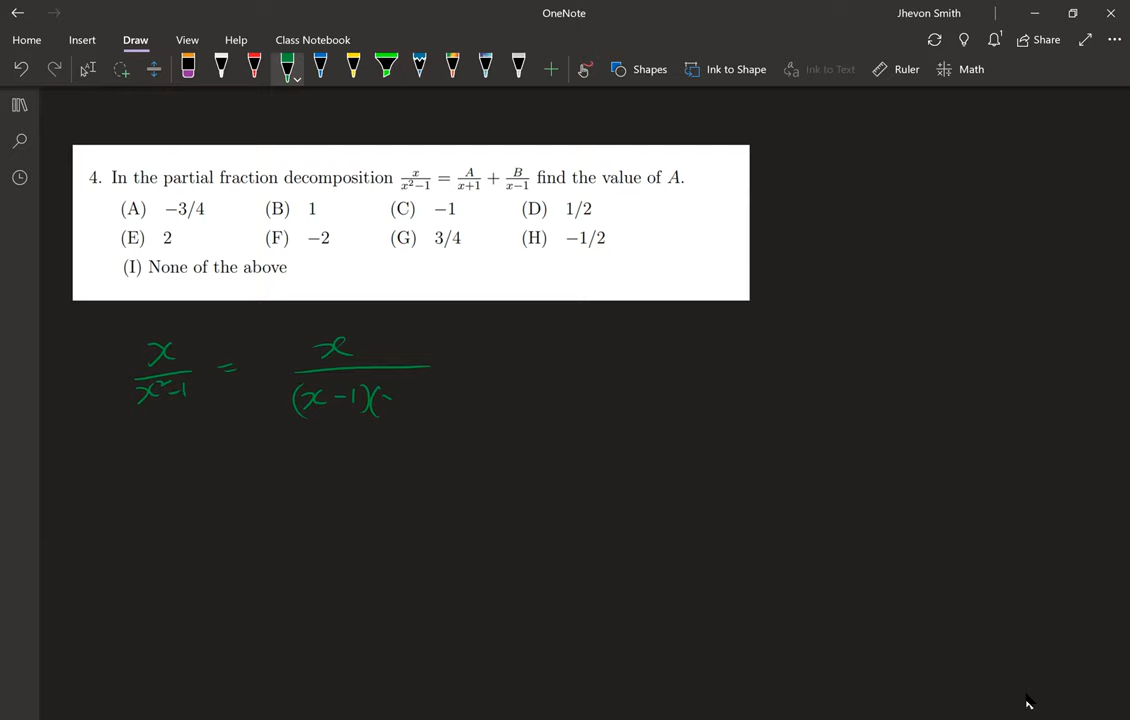 OneNote
Jhevon Smith
Home Insert Draw View Help Class Notebook Share
Shapes Ink to Shape Ink to Text Ruler Math
4. In the partial fraction decomposition x/(x²−1) = A/(x+1) + B/(x−1) find the value of A.
(A) −3/4 (B) 1 (C) −1 (D) 1/2
(E) 2 (F) −2 (G) 3/4 (H) −1/2
(I) None of the above
x/(x²−1) = x/(x−1)(